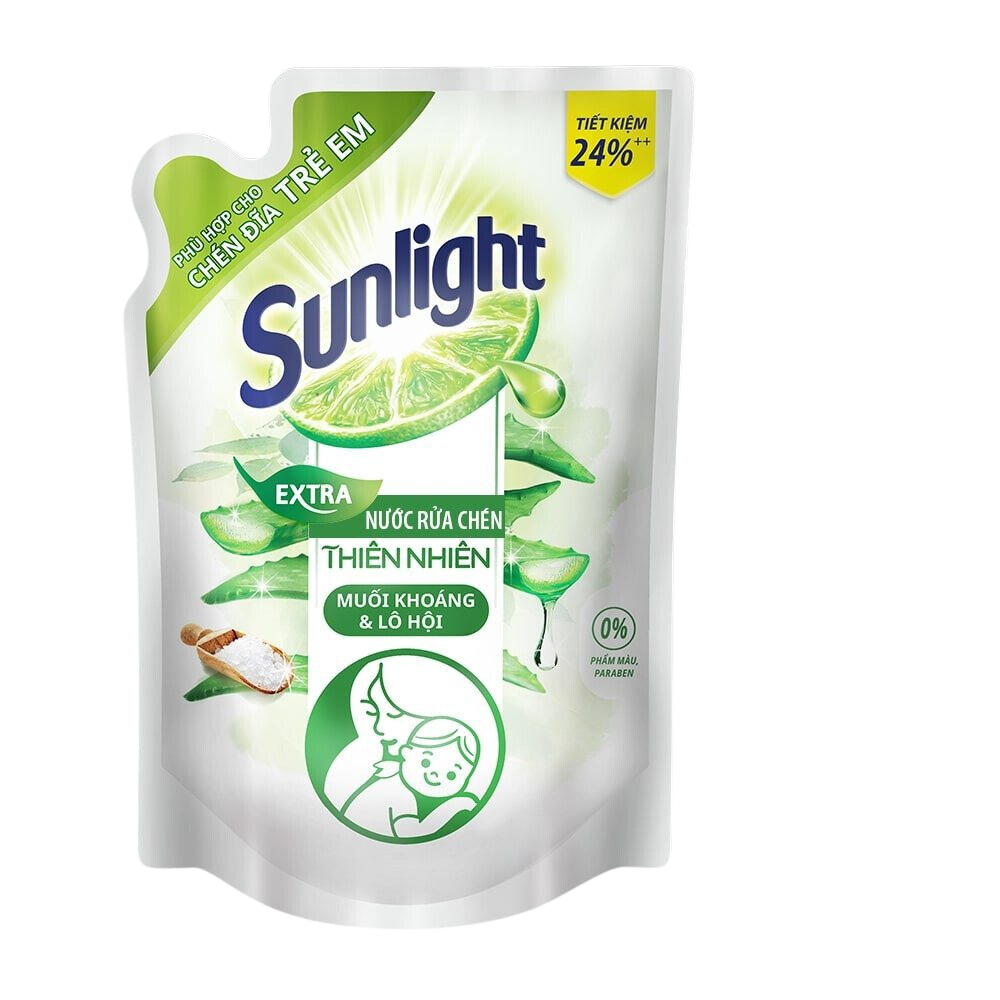 PHÙ HỢP CHO
CHÉN ĐĨA TRẺ EM
TIẾT KIỆM
24%++
Sunlight
EXTRA
NƯỚC RỬA CHÉN
THIÊN NHIÊN
MUỐI KHOÁNG
& LÔ HỘI
0%
PHẨM MÀU,
PARABEN